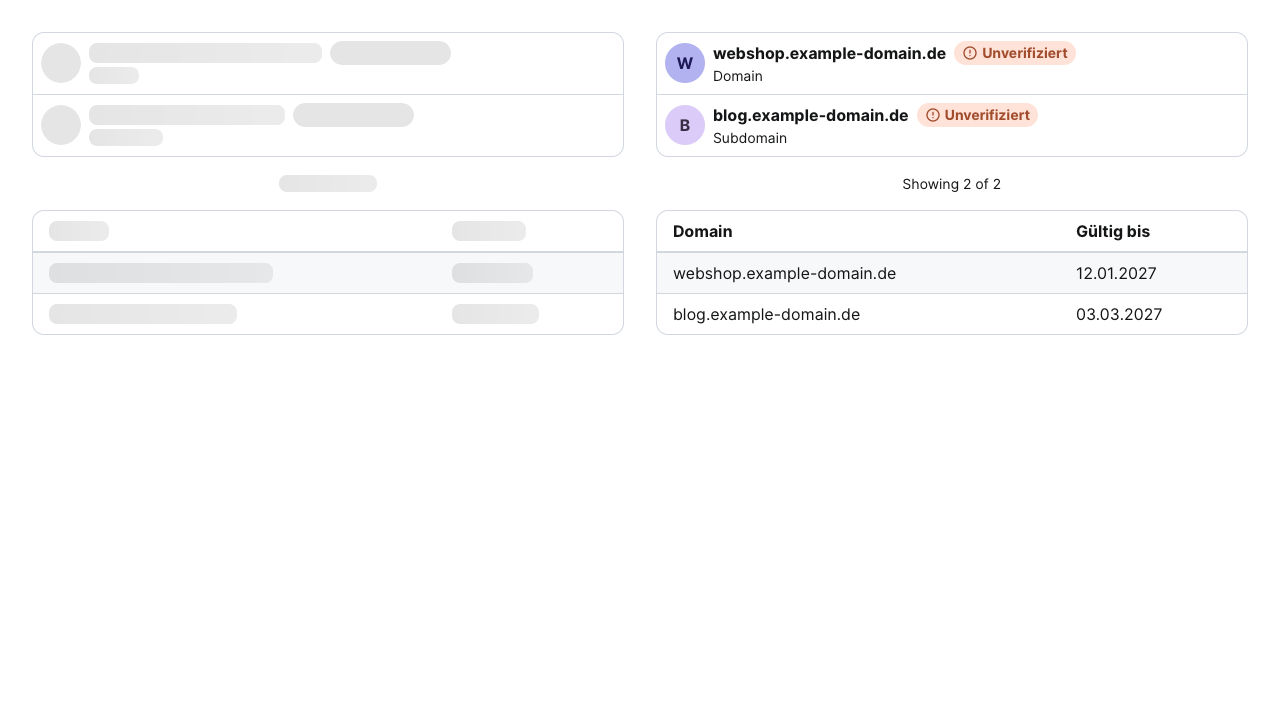 W webshop.example-domain.de Unverifiziert
Domain
B blog.example-domain.de Unverifiziert
Subdomain
Showing 2 of 2
Domain Gültig bis
webshop.example-domain.de 12.01.2027
blog.example-domain.de 03.03.2027